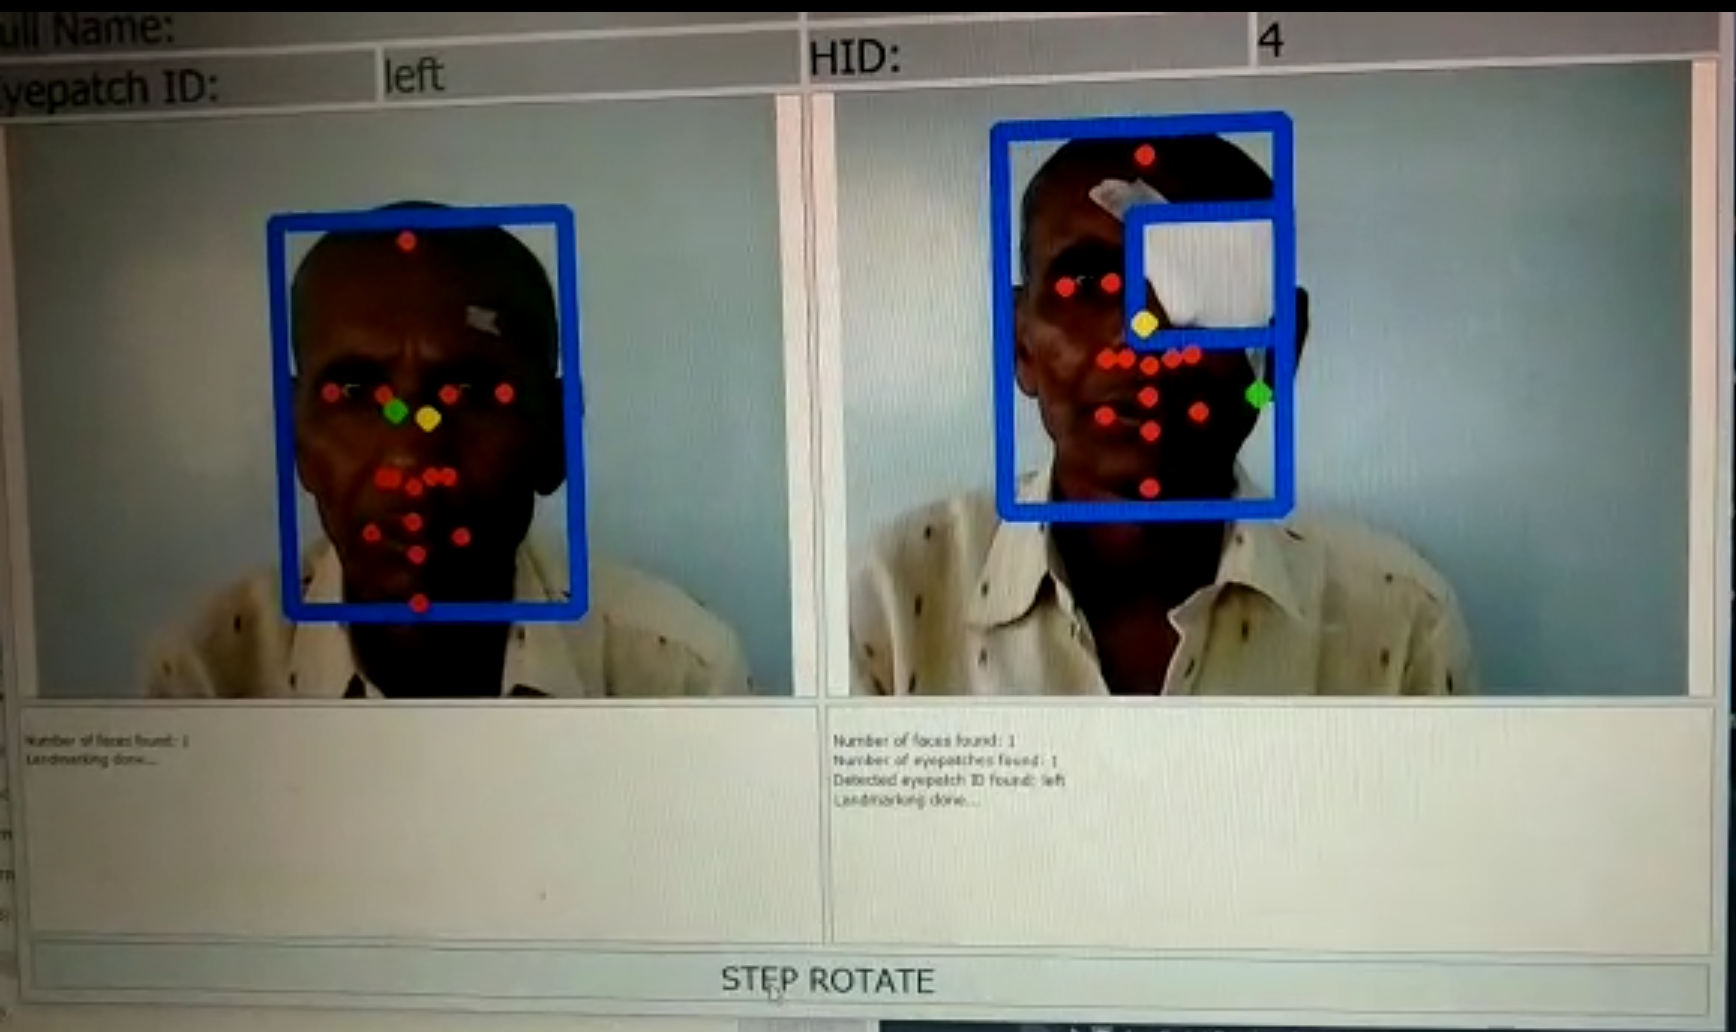 ull Name:
yepatch ID: left HID: 4
Number of faces found: 1
Landmarking done...
Number of faces found: 1
Number of eyepatches found: 1
Detected eyepatch ID found: left
Landmarking done...
STEP ROTATE